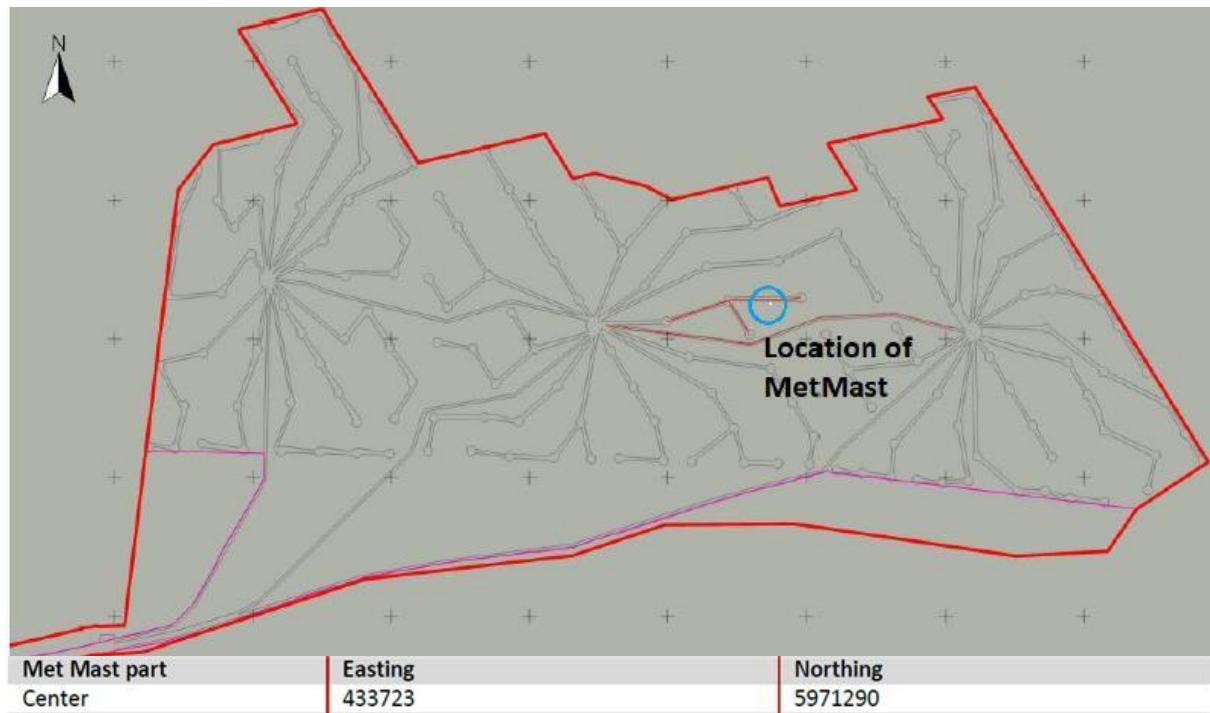 N
Location of
MetMast
Met Mast part Easting Northing
Center 433723 5971290